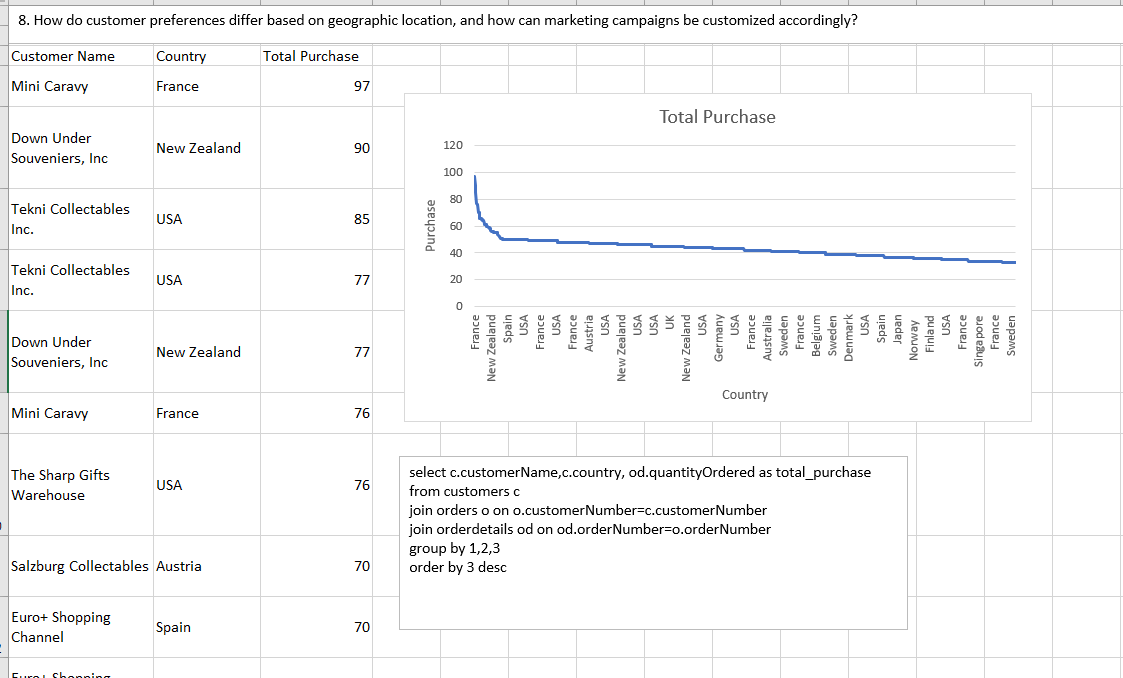 8. How do customer preferences differ based on geographic location, and how can marketing campaigns be customized accordingly?
Customer Name Country Total Purchase
Mini Caravy France 97
Down Under
Souveniers, Inc New Zealand 90
Tekni Collectables
Inc. USA 85
Tekni Collectables
Inc. USA 77
Down Under
Souveniers, Inc New Zealand 77
Mini Caravy France 76
The Sharp Gifts
Warehouse USA 76
Salzburg Collectables Austria 70
Euro+ Shopping
Channel Spain 70
Euro+ Shopping
Total Purchase
Purchase
120
100
80
60
40
20
0
France
New Zealand
Spain
USA
France
USA
France
Austria
USA
New Zealand
USA
USA
UK
New Zealand
USA
Germany
USA
France
Australia
Sweden
France
Belgium
Sweden
Denmark
USA
Spain
Japan
Norway
Finland
USA
France
Singapore
France
Sweden
Country
select c.customerName,c.country, od.quantityOrdered as total_purchase
from customers c
join orders o on o.customerNumber=c.customerNumber
join orderdetails od on od.orderNumber=o.orderNumber
group by 1,2,3
order by 3 desc